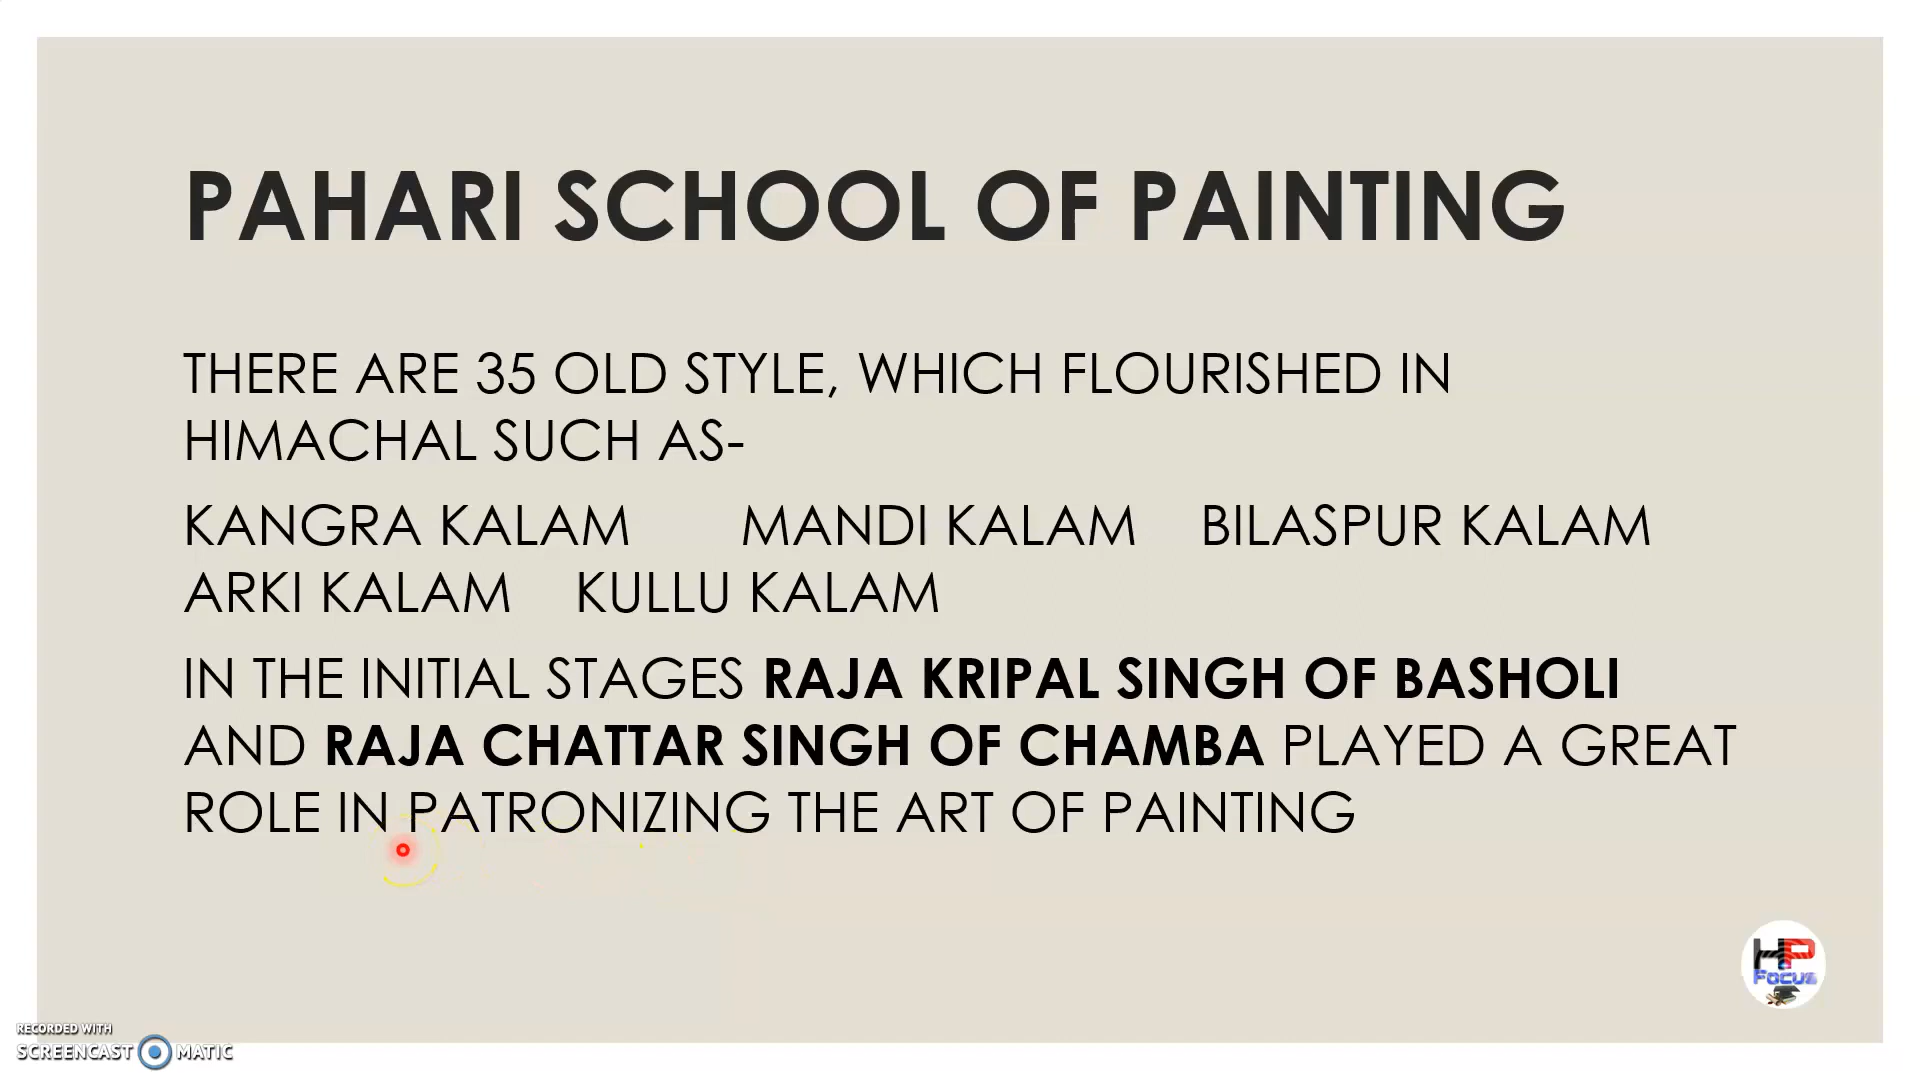 PAHARI SCHOOL OF PAINTING
THERE ARE 35 OLD STYLE, WHICH FLOURISHED IN
HIMACHAL SUCH AS-
KANGRA KALAM MANDI KALAM BILASPUR KALAM
ARKI KALAM KULLU KALAM
IN THE INITIAL STAGES RAJA KRIPAL SINGH OF BASHOLI
AND RAJA CHATTAR SINGH OF CHAMBA PLAYED A GREAT
ROLE IN PATRONIZING THE ART OF PAINTING
HP
Focus
RECORDED WITH
SCREENCAST MATIC